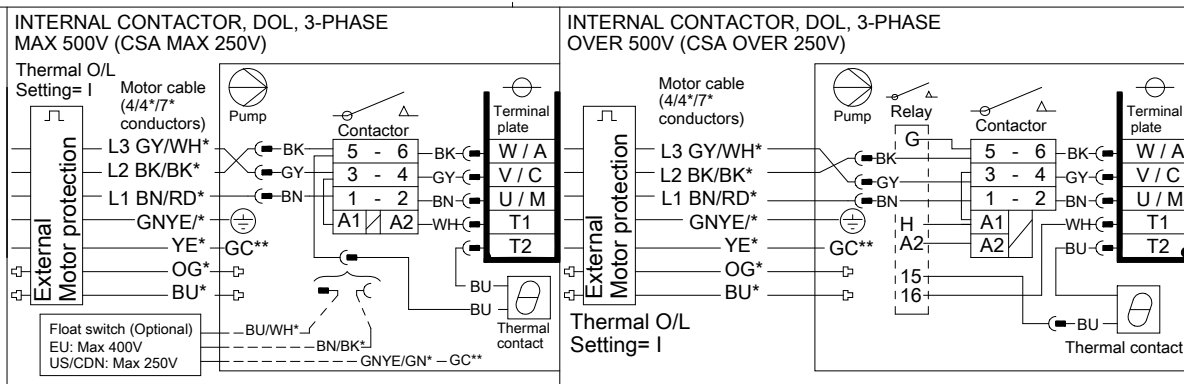 INTERNAL CONTACTOR, DOL, 3-PHASE
MAX 500V (CSA MAX 250V)
Thermal O/L
Setting= I
Motor cable
(4/4*/7*
conductors)
External
Motor protection
L3 GY/WH*
L2 BK/BK*
L1 BN/RD*
GNYE/*
YE*
GC**
OG*
BU*
Pump
BK
GY
BN
Contactor
5 - 6
3 - 4
1 - 2
A1 A2
BK
GY
BN
WH
Terminal
plate
W / A
V / C
U / M
T1
T2
BU
BU
Thermal
contact
Float switch (Optional)
EU: Max 400V
US/CDN: Max 250V
BU/WH*
BN/BK*
GNYE/GN*
GC**
INTERNAL CONTACTOR, DOL, 3-PHASE
OVER 500V (CSA OVER 250V)
Motor cable
(4/4*/7*
conductors)
External
Motor protection
Thermal O/L
Setting= I
L3 GY/WH*
L2 BK/BK*
L1 BN/RD*
GNYE/*
YE*
GC**
OG*
BU*
Pump
BK
GY
BN
Relay
G
H
A2
15
16
Contactor
5 - 6
3 - 4
1 - 2
A1
A2
BK
GY
BN
WH
BU
Terminal
plate
W / A
V / C
U / M
T1
T2
BU
Thermal contact